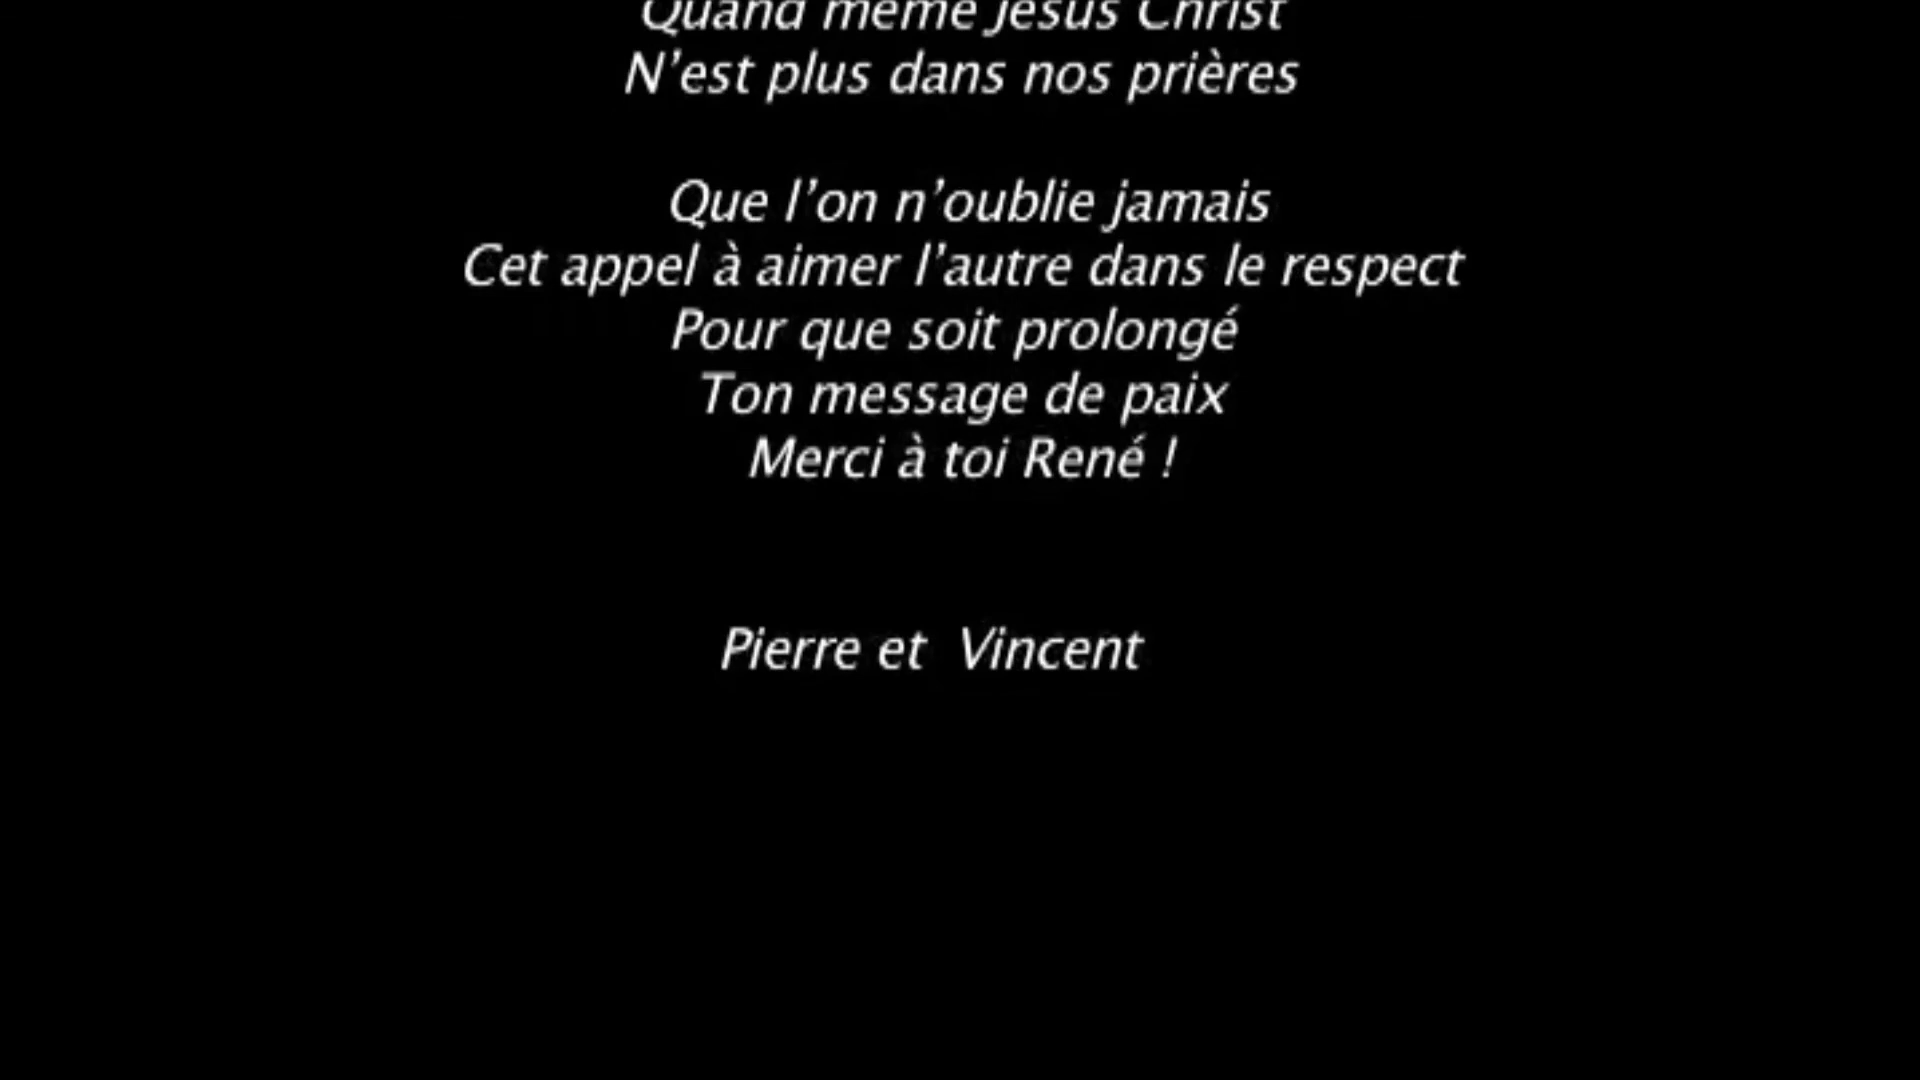 Quand même Jésus Christ
N'est plus dans nos prières
Que l'on n'oublie jamais
Cet appel à aimer l'autre dans le respect
Pour que soit prolongé
Ton message de paix
Merci à toi René !
Pierre et Vincent